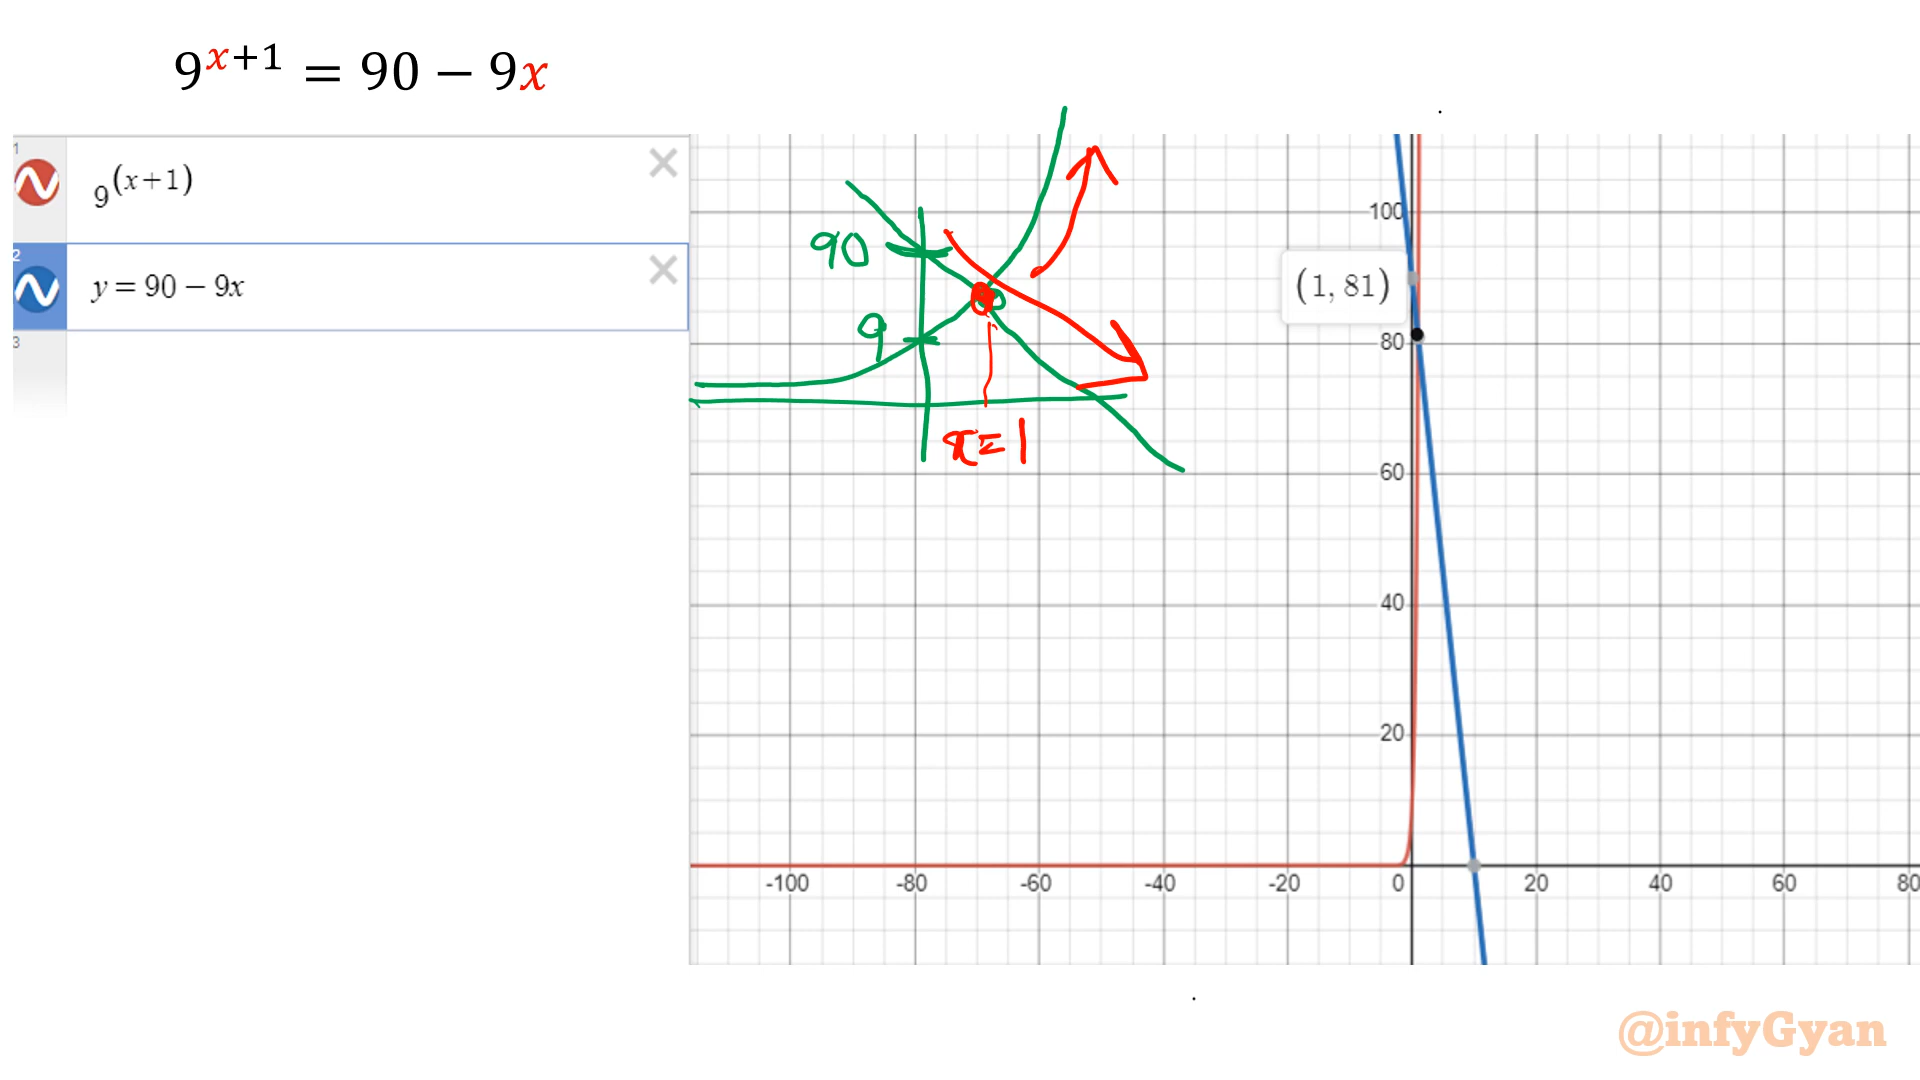 9^{x+1} = 90 − 9x
1
9^{(x+1)}
2
y = 90 − 9x
3
90
9
x = 1
(1, 81)
100
80
60
40
20
-100 -80 -60 -40 -20 0 20 40 60 80
@infyGyan